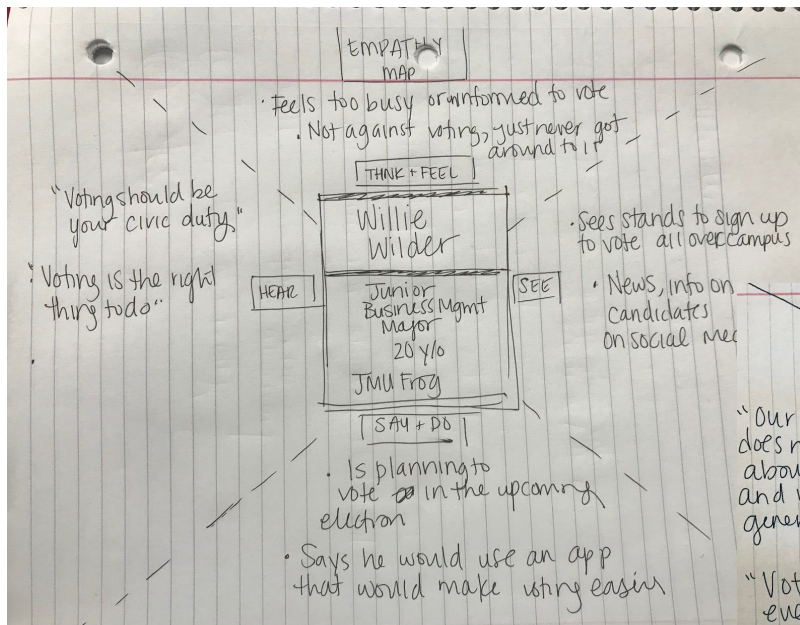 EMPATHY
MAP
· Feels too busy or uninformed to vote
· Not against voting, just never got
around to it
THINK + FEEL
"Voting should be
your civic duty"
"Voting is the right
thing to do"
HEAR
Willie
Wilder
Junior
Business Mgmt
Major
20 y/o
JMU Frog
SEE
· Sees stands to sign up
to vote all over campus
· News, info on
candidates
on social
SAY + DO
· Is planning to
vote in the upcoming
election
· Says he would use an app
that would make voting easier
"Our
does
and